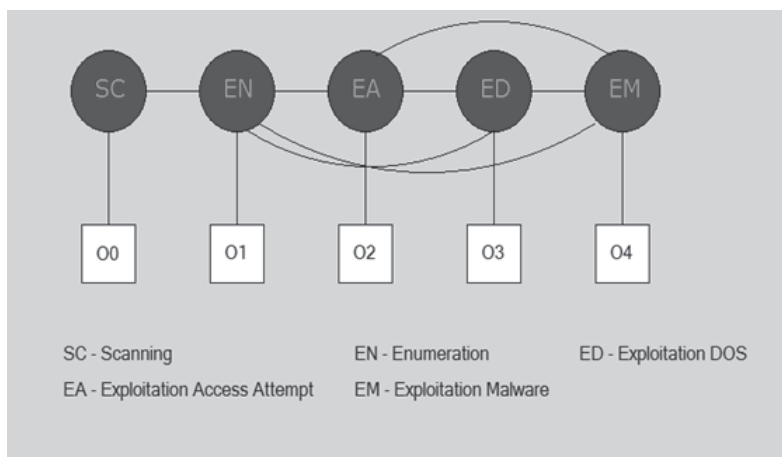 SC EN EA ED EM
O0 O1 O2 O3 O4
SC - Scanning EN - Enumeration ED - Exploitation DOS
EA - Exploitation Access Attempt EM - Exploitation Malware